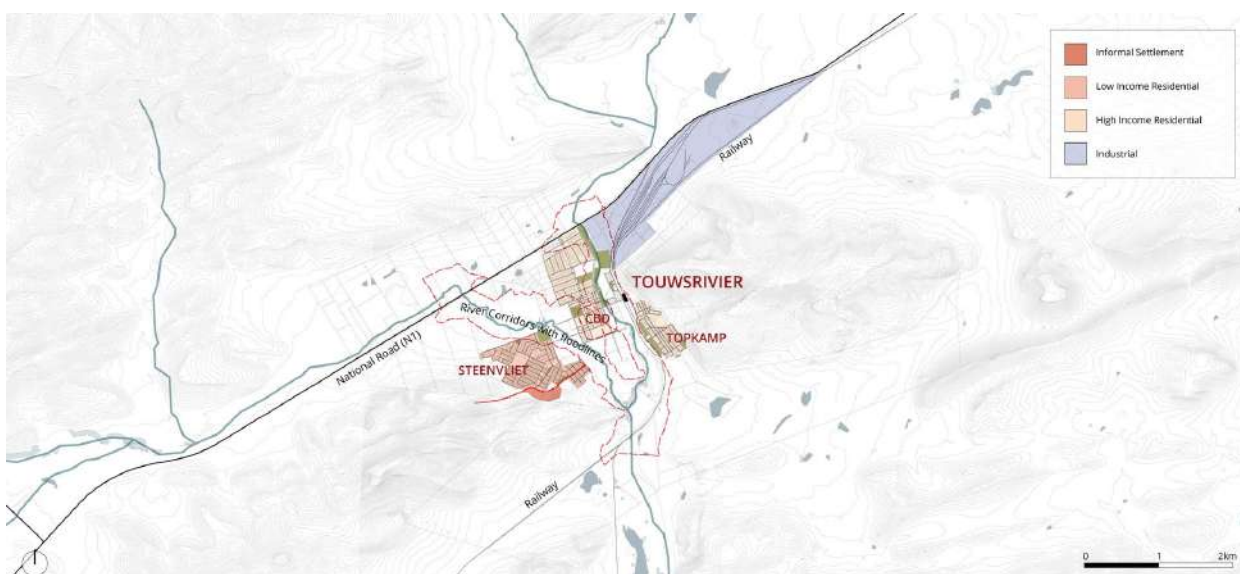 Informal Settlement
Low Income Residential
High Income Residential
Industrial
Railway
TOUWSRIVIER
CBD
TOPKAMP
River Corridors with floodlines
National Road (N1)
STEENVLIET
Railway
0 1 2km